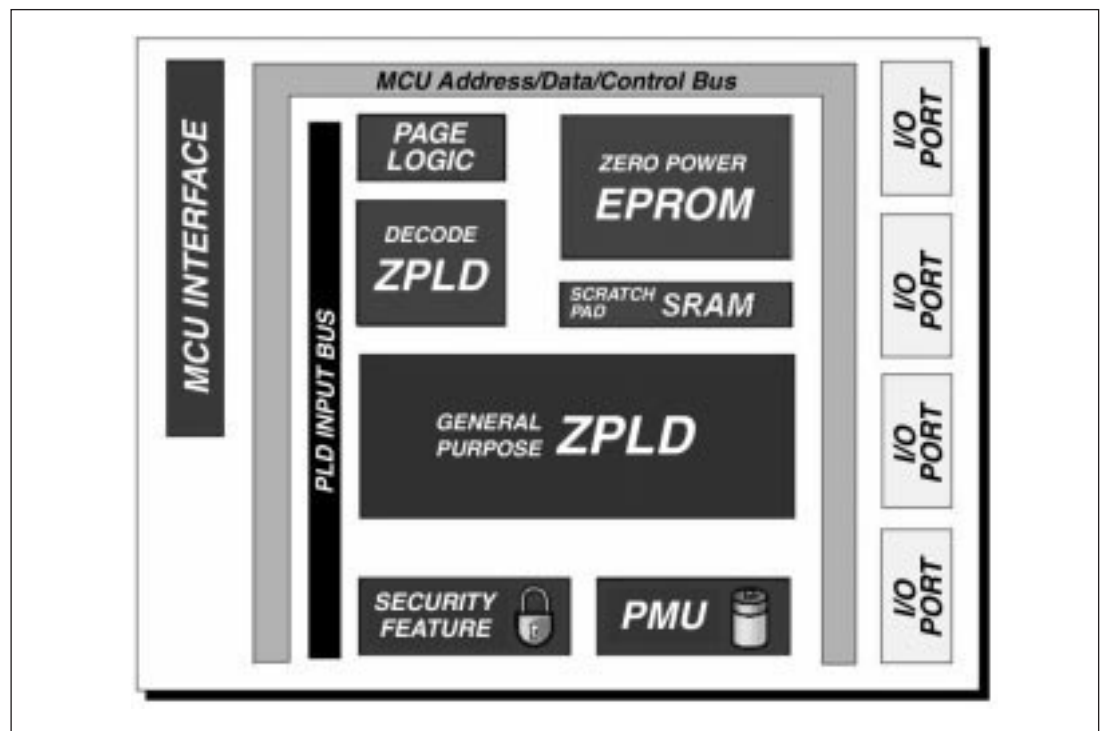 MCU INTERFACE
MCU Address/Data/Control Bus
PLD INPUT BUS
PAGE
LOGIC
DECODE
ZPLD
ZERO POWER
EPROM
SCRATCH
PAD
SRAM
GENERAL
PURPOSE
ZPLD
SECURITY
FEATURE
PMU
I/O
PORT
I/O
PORT
I/O
PORT
I/O
PORT